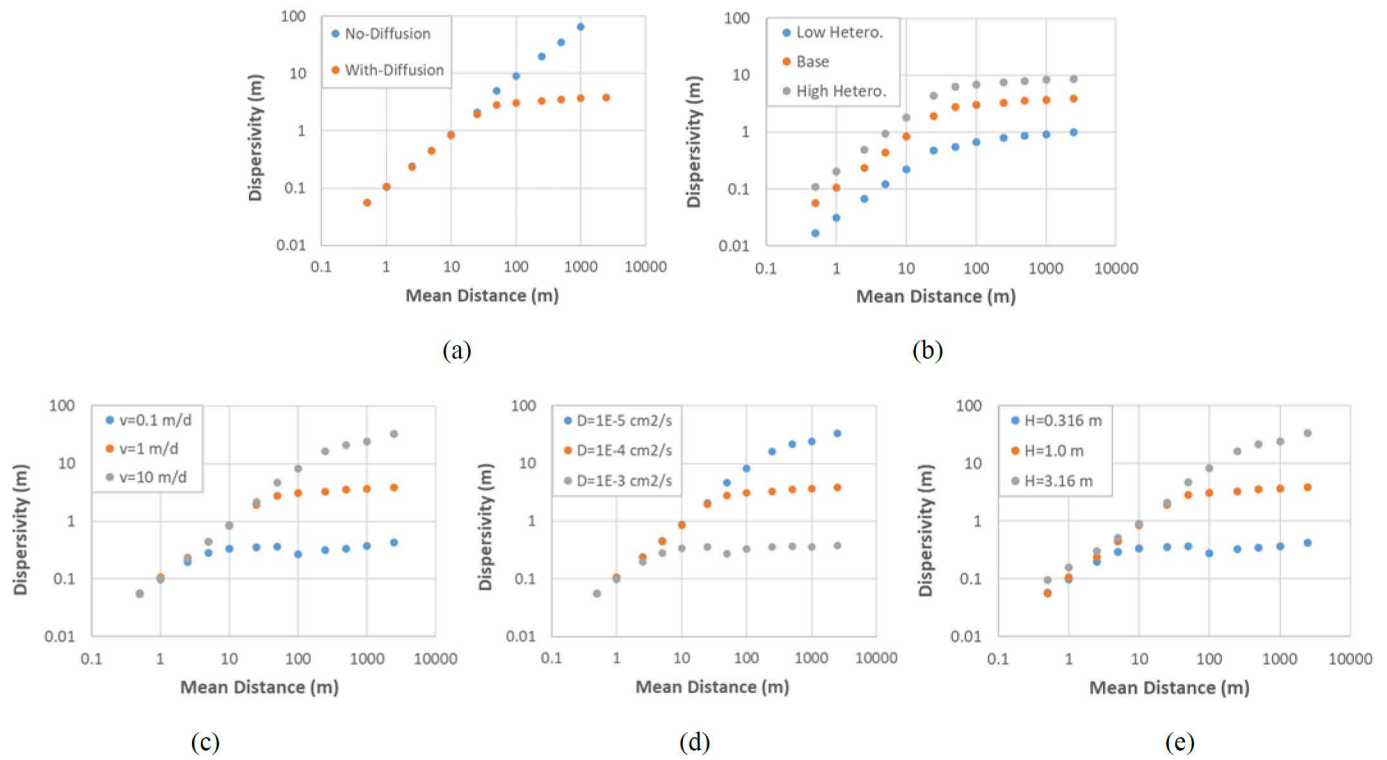 100
10
1
0.1
0.01
Dispersivity (m)
No-Diffusion
With-Diffusion
0.1 1 10 100 1000 10000
Mean Distance (m)
(a)
100
10
1
0.1
0.01
Dispersivity (m)
Low Hetero.
Base
High Hetero.
0.1 1 10 100 1000 10000
Mean Distance (m)
(b)
100
10
1
0.1
0.01
Dispersivity (m)
v=0.1 m/d
v=1 m/d
v=10 m/d
0.1 1 10 100 1000 10000
Mean Distance (m)
(c)
100
10
1
0.1
0.01
Dispersivity (m)
D=1E-5 cm2/s
D=1E-4 cm2/s
D=1E-3 cm2/s
0.1 1 10 100 1000 10000
Mean Distance (m)
(d)
100
10
1
0.1
0.01
Dispersivity (m)
H=0.316 m
H=1.0 m
H=3.16 m
0.1 1 10 100 1000 10000
Mean Distance (m)
(e)